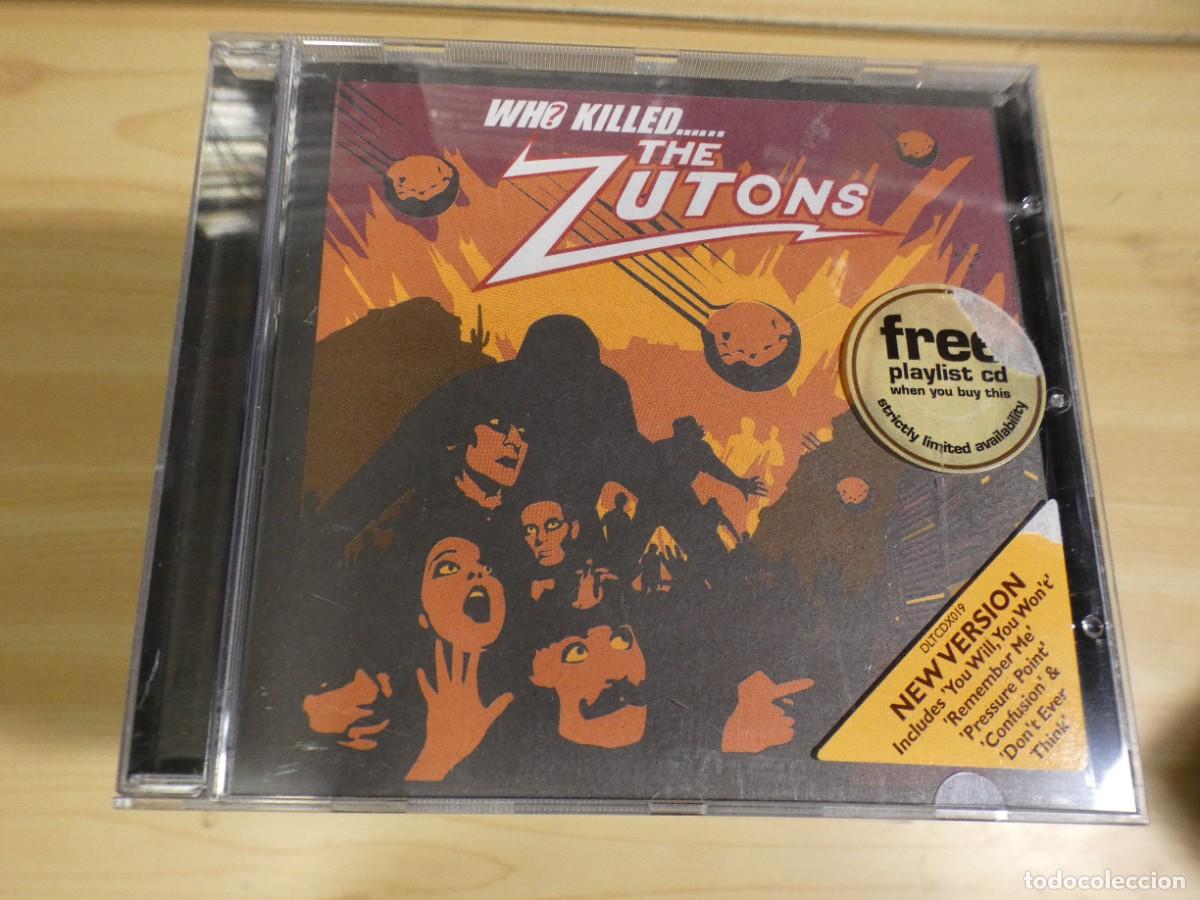 WHO KILLED......
THE
ZUTONS
free
playlist cd
when you buy this
strictly limited availability
DLTCDX019
NEW VERSION
Includes 'You Will, You Won't'
'Remember Me'
'Pressure Point'
'Confusion' &
'Don't Ever
Think'
todocoleccion